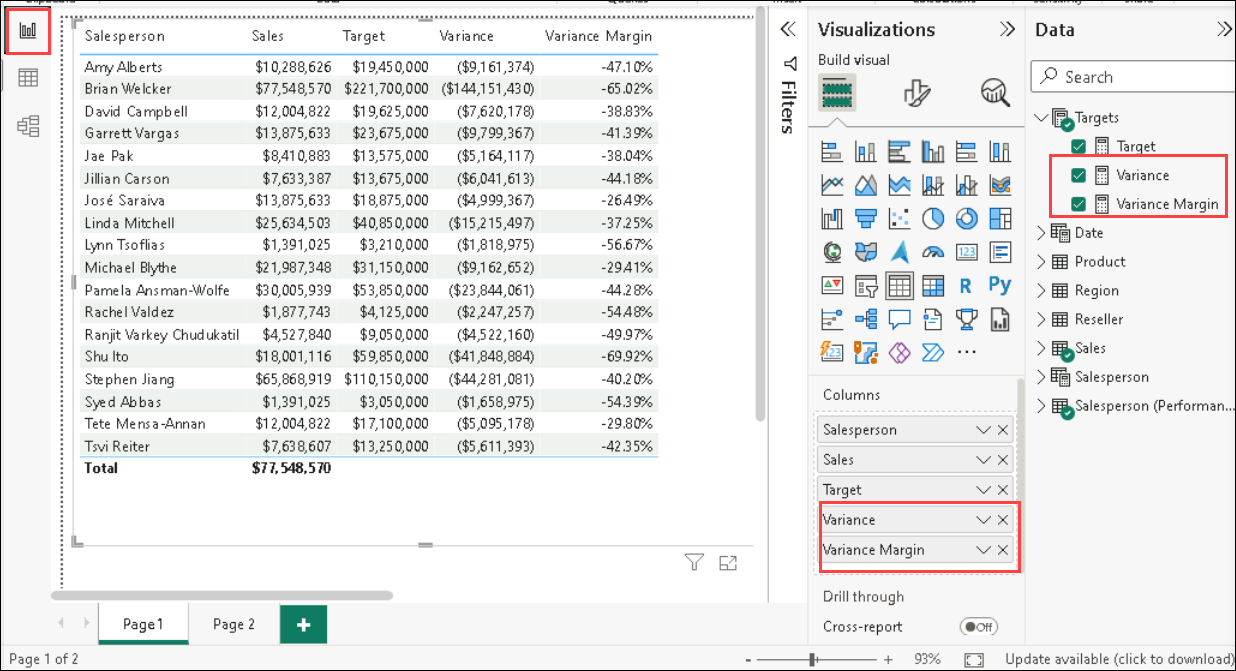 Salesperson Sales Target Variance Variance Margin
Amy Alberts $10,288,626 $19,450,000 ($9,161,374) -47.10%
Brian Welcker $77,548,570 $221,700,000 ($144,151,430) -65.02%
David Campbell $12,004,822 $19,625,000 ($7,620,178) -38.83%
Garrett Vargas $13,875,633 $23,675,000 ($9,799,367) -41.39%
Jae Pak $8,410,883 $13,575,000 ($5,164,117) -38.04%
Jillian Carson $7,633,387 $13,675,000 ($6,041,613) -44.18%
José Saraiva $13,875,633 $18,875,000 ($4,999,367) -26.49%
Linda Mitchell $25,634,503 $40,850,000 ($15,215,497) -37.25%
Lynn Tsoflias $1,391,025 $3,210,000 ($1,818,975) -56.67%
Michael Blythe $21,987,348 $31,150,000 ($9,162,652) -29.41%
Pamela Ansman-Wolfe $30,005,939 $53,850,000 ($23,844,061) -44.28%
Rachel Valdez $1,877,743 $4,125,000 ($2,247,257) -54.48%
Ranjit Varkey Chudukatil $4,527,840 $9,050,000 ($4,522,160) -49.97%
Shu Ito $18,001,116 $59,850,000 ($41,848,884) -69.92%
Stephen Jiang $65,868,919 $110,150,000 ($44,281,081) -40.20%
Syed Abbas $1,391,025 $3,050,000 ($1,658,975) -54.39%
Tete Mensa-Annan $12,004,822 $17,100,000 ($5,095,178) -29.80%
Tsvi Reiter $7,638,607 $13,250,000 ($5,611,393) -42.35%
Total $77,548,570
Filters
Visualizations
Build visual
123
R
Py
123
Columns
Salesperson
Sales
Target
Variance
Variance Margin
Drill through
Cross-report
Off
Data
Search
Targets
Target
Variance
Variance Margin
Date
Product
Region
Reseller
Sales
Salesperson
Salesperson (Performan...
Page 1
Page 2
+
Page 1 of 2
- + 93%
Update available (click to download)